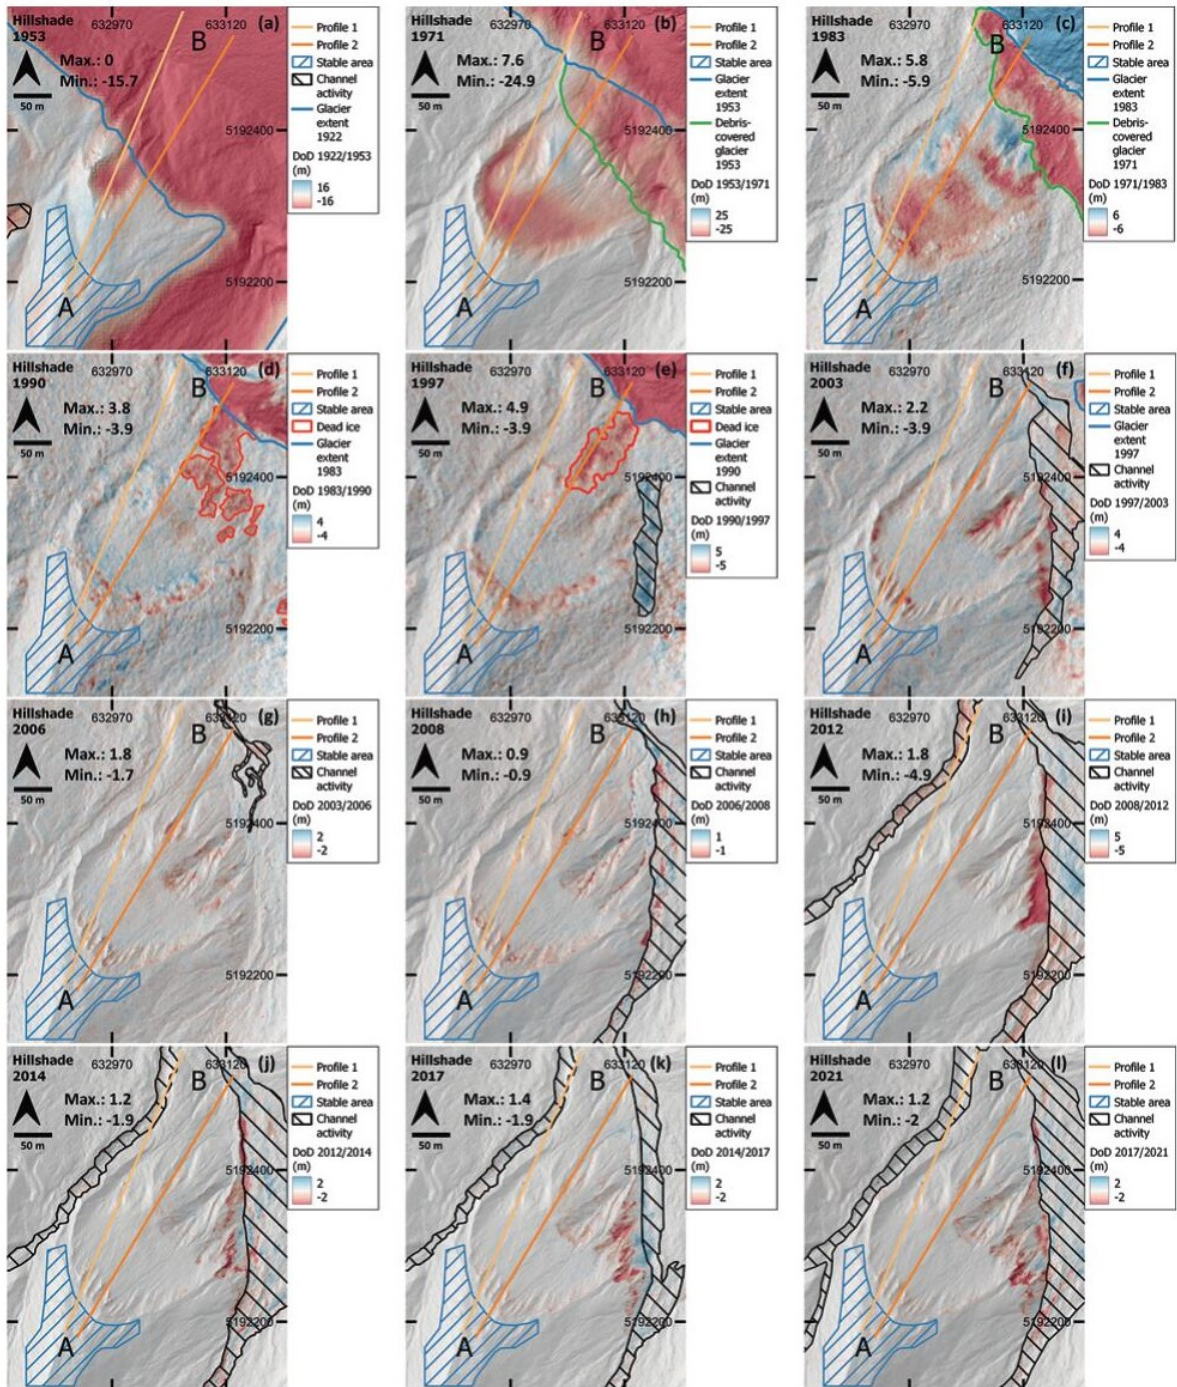 Hillshade
1953
632970
633120
(a)
B
Max.: 0
Min.: -15.7
50 m
5192400
5192200
A
Profile 1
Profile 2
Stable area
Channel
activity
Glacier
extent
1922
DoD 1922/1953
(m)
16
-16
Hillshade
1971
632970
633120
(b)
B
Max.: 7.6
Min.: -24.9
50 m
5192400
5192200
A
Profile 1
Profile 2
Stable area
Glacier
extent
1953
Debris-
covered
glacier
1953
DoD 1953/1971
(m)
25
-25
Hillshade
1983
632970
633120
(c)
B
Max.: 5.8
Min.: -5.9
50 m
5192400
5192200
A
Profile 1
Profile 2
Stable area
Glacier
extent
1983
Debris-
covered
glacier
1971
DoD 1971/1983
(m)
6
-6
Hillshade
1990
632970
633120
(d)
B
Max.: 3.8
Min.: -3.9
50 m
5192400
5192200
A
Profile 1
Profile 2
Stable area
Dead ice
Glacier
extent
1983
DoD 1983/1990
(m)
4
-4
Hillshade
1997
632970
633120
(e)
B
Max.: 4.9
Min.: -3.9
50 m
5192400
5192200
A
Profile 1
Profile 2
Stable area
Dead ice
Glacier
extent
1990
Channel
activity
DoD 1990/1997
(m)
5
-5
Hillshade
2003
632970
633120
(f)
B
Max.: 2.2
Min.: -3.9
50 m
5192400
5192200
A
Profile 1
Profile 2
Stable area
Glacier
extent
1997
Channel
activity
DoD 1997/2003
(m)
4
-4
Hillshade
2006
632970
633120
(g)
B
Max.: 1.8
Min.: -1.7
50 m
5192400
5192200
A
Profile 1
Profile 2
Stable area
Channel
activity
DoD 2003/2006
(m)
2
-2
Hillshade
2008
632970
633120
(h)
B
Max.: 0.9
Min.: -0.9
50 m
5192400
5192200
A
Profile 1
Profile 2
Stable area
Channel
activity
DoD 2006/2008
(m)
1
-1
Hillshade
2012
632970
633120
(i)
B
Max.: 1.8
Min.: -4.9
50 m
5192400
5192200
A
Profile 1
Profile 2
Stable area
Channel
activity
DoD 2008/2012
(m)
5
-5
Hillshade
2014
632970
633120
(j)
B
Max.: 1.2
Min.: -1.9
50 m
5192400
5192200
A
Profile 1
Profile 2
Stable area
Channel
activity
DoD 2012/2014
(m)
2
-2
Hillshade
2017
632970
633120
(k)
B
Max.: 1.4
Min.: -1.9
50 m
5192400
5192200
A
Profile 1
Profile 2
Stable area
Channel
activity
DoD 2014/2017
(m)
2
-2
Hillshade
2021
632970
633120
(l)
B
Max.: 1.2
Min.: -2
50 m
5192400
5192200
A
Profile 1
Profile 2
Stable area
Channel
activity
DoD 2017/2021
(m)
2
-2